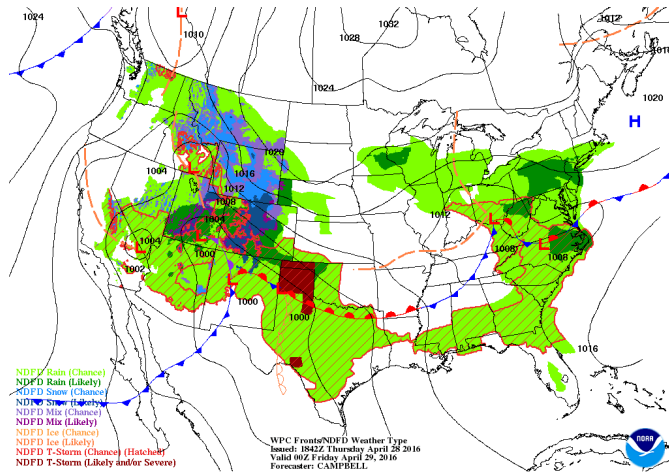 1024
L
1010
1032
1028
1012
1016
1024
H
1020
1004
1020
L
1016
1012
1008
1012
1004
L
1004
L
L
L
1008
1008
1002
1000
L
1000
1000
1016
NDFD Rain (Chance)
NDFD Rain (Likely)
NDFD Snow (Chance)
NDFD Snow (Likely)
NDFD Mix (Chance)
NDFD Mix (Likely)
NDFD Ice (Chance)
NDFD Ice (Likely)
NDFD T-Storm (Chance) (Hatched)
NDFD T-Storm (Likely and/or Severe)
WPC Fronts/NDFD Weather Type
Issued: 1842Z Thursday April 28 2016
Valid 00Z Friday April 29, 2016
Forecaster: CAMPBELL
NOAA